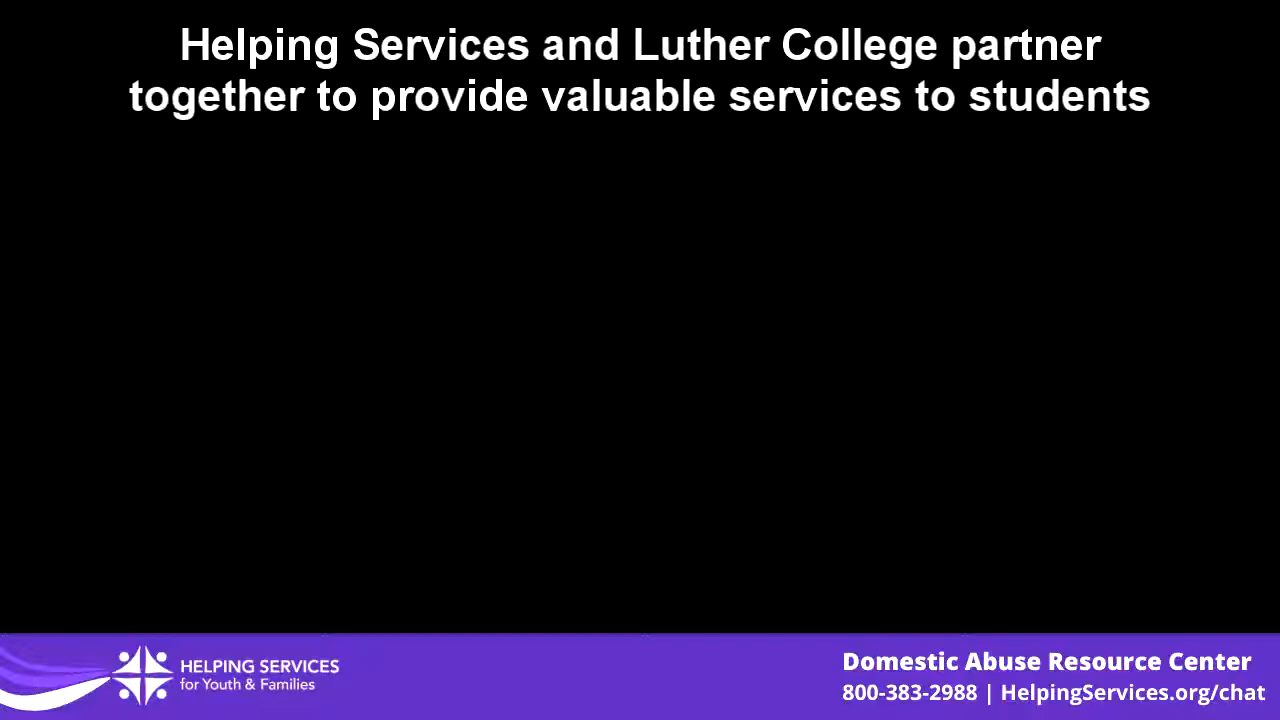 Helping Services and Luther College partner
together to provide valuable services to students
HELPING SERVICES
for Youth & Families
Domestic Abuse Resource Center
800-383-2988 | HelpingServices.org/chat